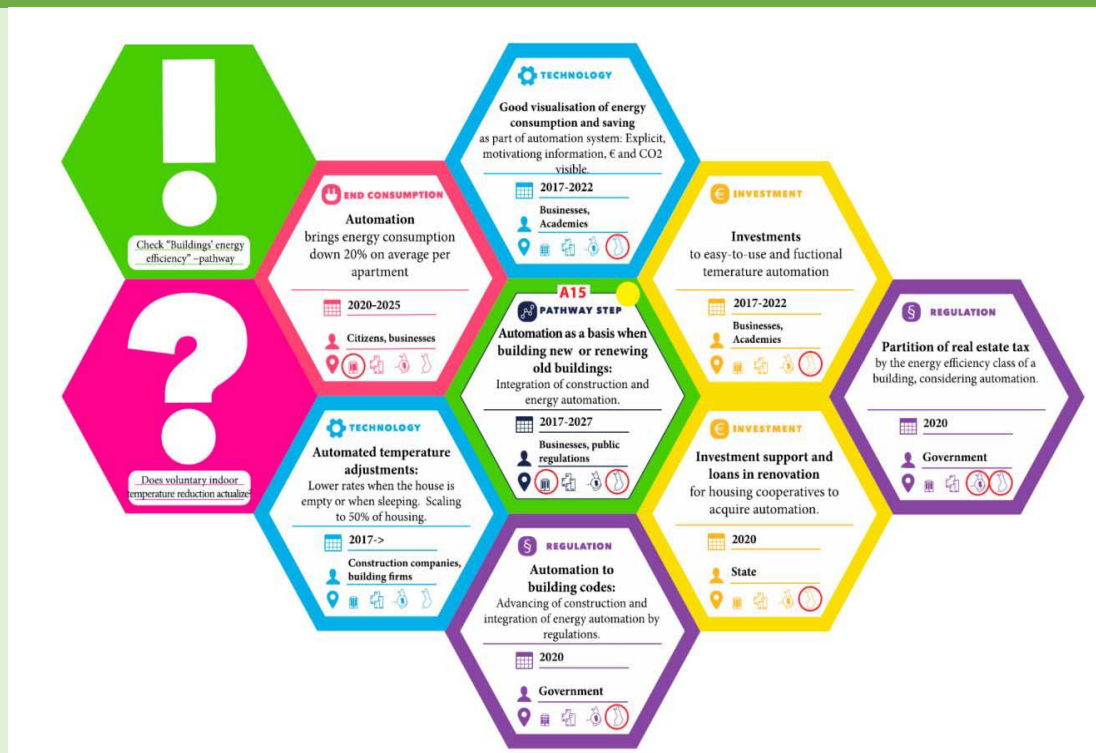 Check "Buildings' energy
efficiency" –pathway
Does voluntary indoor
temperature reduction actualize
END CONSUMPTION
Automation
brings energy consumption
down 20% on average per
apartment
2020-2025
Citizens, businesses
TECHNOLOGY
Automated temperature
adjustments:
Lower rates when the house is
empty or when sleeping. Scaling
to 50% of housing.
2017->
Construction companies,
building firms
TECHNOLOGY
Good visualisation of energy
consumption and saving
as part of automation system: Explicit,
motivationg information, € and CO2
visible.
2017-2022
Businesses,
Academies
A15
PATHWAY STEP
Automation as a basis when
building new or renewing
old buildings:
Integration of construction and
energy automation.
2017-2027
Businesses, public
regulations
§ REGULATION
Automation to
building codes:
Advancing of construction and
integration of energy automation by
regulations.
2020
Government
€ INVESTMENT
Investments
to easy-to-use and fuctional
temerature automation
2017-2022
Businesses,
Academies
€ INVESTMENT
Investment support and
loans in renovation
for housing cooperatives to
acquire automation.
2020
State
§ REGULATION
Partition of real estate tax
by the energy efficiency class of a
building, considering automation.
2020
Government